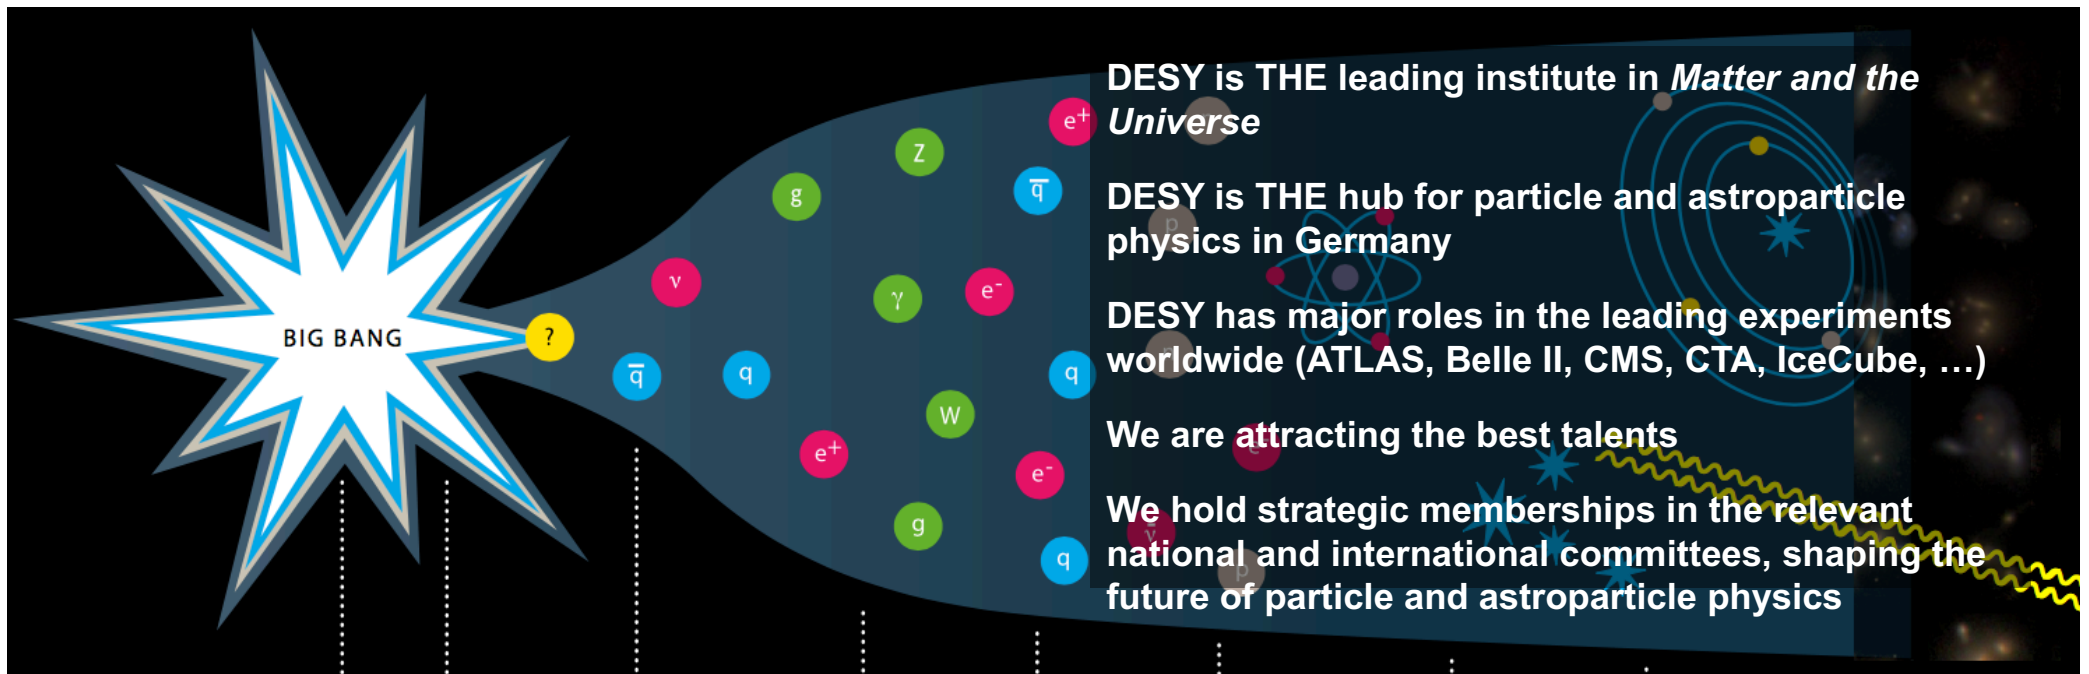 BIG BANG
?
ν
q̅
q
g
Z
γ
e⁺
W
g
e⁻
q̅
e⁺
q
e⁻
q
p
e⁻
p
DESY is THE leading institute in Matter and the
Universe
DESY is THE hub for particle and astroparticle
physics in Germany
DESY has major roles in the leading experiments
worldwide (ATLAS, Belle II, CMS, CTA, IceCube, …)
We are attracting the best talents
We hold strategic memberships in the relevant
national and international committees, shaping the
future of particle and astroparticle physics